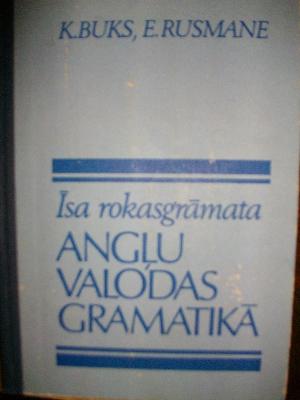 K.BUKS, E.RUSMANE
Īsa rokasgrāmata
ANGĻU
VALODAS
GRAMATIKĀ